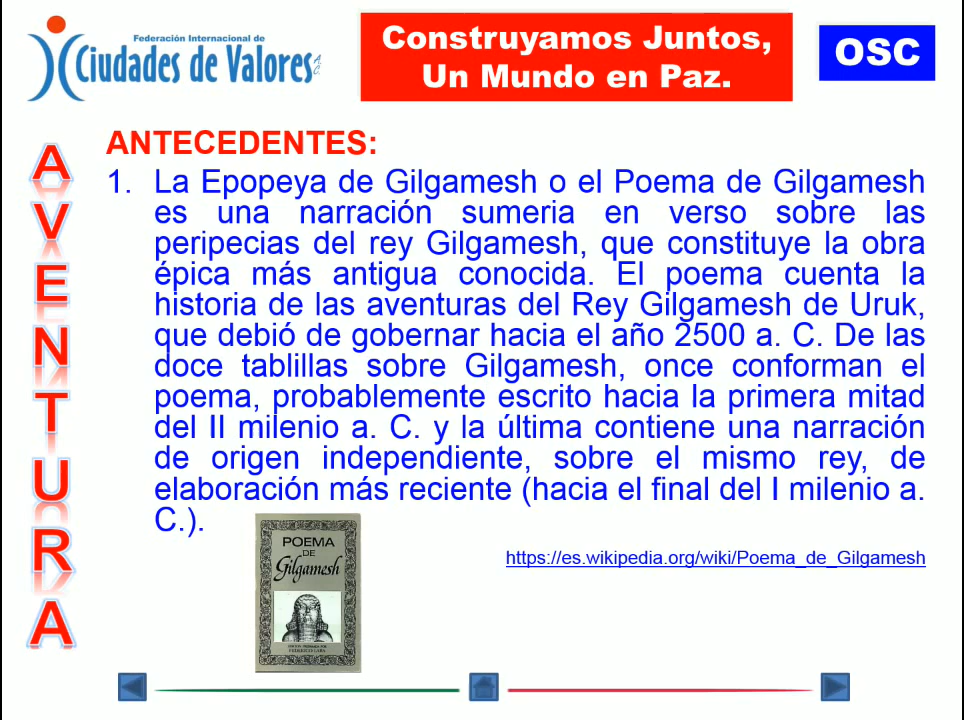 Federación Internacional de
Ciudades de Valores A.C.
Construyamos Juntos,
Un Mundo en Paz.
OSC
AVENTURA
ANTECEDENTES:
1. La Epopeya de Gilgamesh o el Poema de Gilgamesh
es una narración sumeria en verso sobre las
peripecias del rey Gilgamesh, que constituye la obra
épica más antigua conocida. El poema cuenta la
historia de las aventuras del Rey Gilgamesh de Uruk,
que debió de gobernar hacia el año 2500 a. C. De las
doce tablillas sobre Gilgamesh, once conforman el
poema, probablemente escrito hacia la primera mitad
del II milenio a. C. y la última contiene una narración
de origen independiente, sobre el mismo rey, de
elaboración más reciente (hacia el final del I milenio a.
C.).
POEMA
DE
Gilgamesh
https://es.wikipedia.org/wiki/Poema_de_Gilgamesh